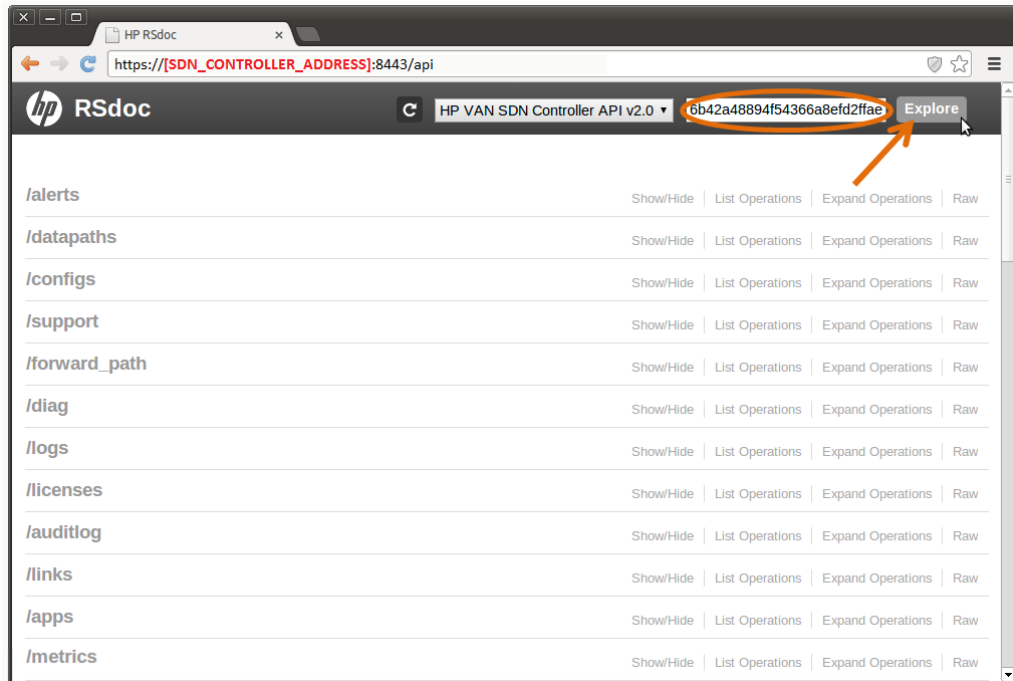 HP RSdoc
https://[SDN_CONTROLLER_ADDRESS]:8443/api
hp RSdoc HP VAN SDN Controller API v2.0 6b42a48894f54366a8efd2ffae Explore
/alerts Show/Hide List Operations Expand Operations Raw
/datapaths Show/Hide List Operations Expand Operations Raw
/configs Show/Hide List Operations Expand Operations Raw
/support Show/Hide List Operations Expand Operations Raw
/forward_path Show/Hide List Operations Expand Operations Raw
/diag Show/Hide List Operations Expand Operations Raw
/logs Show/Hide List Operations Expand Operations Raw
/licenses Show/Hide List Operations Expand Operations Raw
/auditlog Show/Hide List Operations Expand Operations Raw
/links Show/Hide List Operations Expand Operations Raw
/apps Show/Hide List Operations Expand Operations Raw
/metrics Show/Hide List Operations Expand Operations Raw